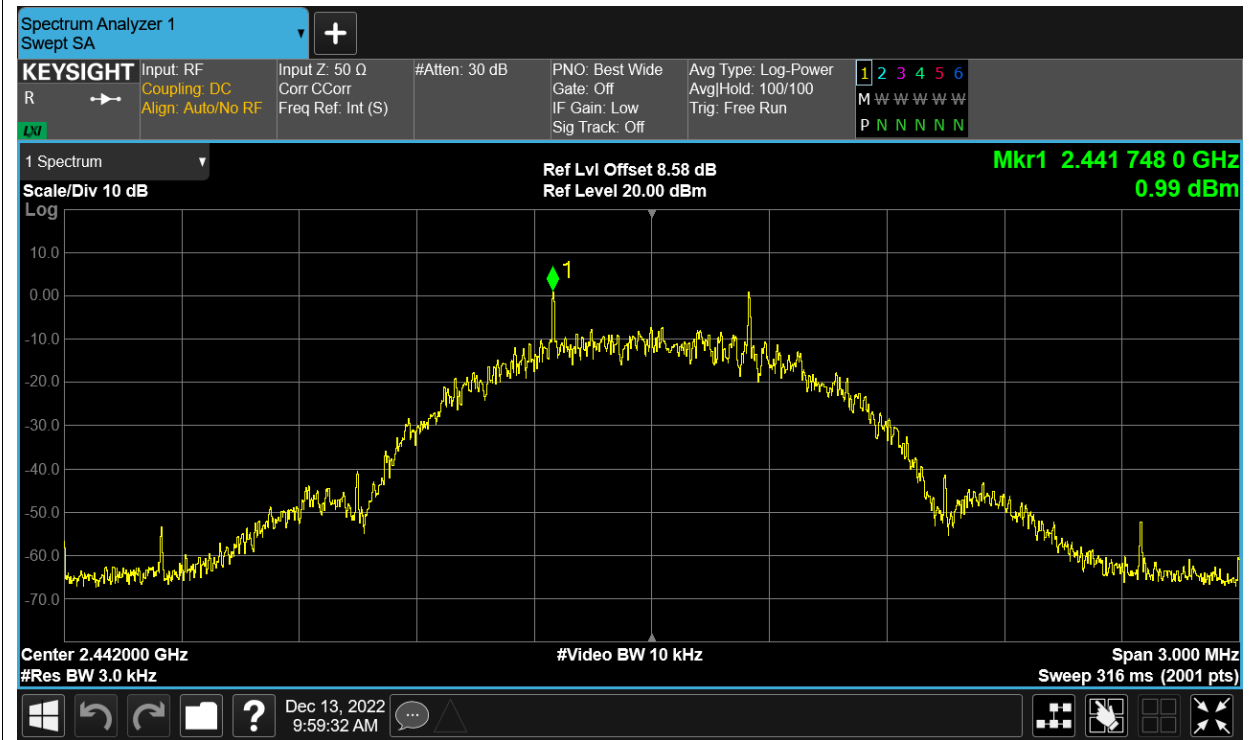 Spectrum Analyzer 1
Swept SA
KEYSIGHT
R
LXI
Input: RF
Coupling: DC
Align: Auto/No RF
Input Z: 50 Ω
Corr CCorr
Freq Ref: Int (S)
#Atten: 30 dB
PNO: Best Wide
Gate: Off
IF Gain: Low
Sig Track: Off
Avg Type: Log-Power
Avg|Hold: 100/100
Trig: Free Run
1 2 3 4 5 6
M W W W W W
P N N N N N
1 Spectrum
Scale/Div 10 dB
Log
Ref Lvl Offset 8.58 dB
Ref Level 20.00 dBm
Mkr1 2.441 748 0 GHz
0.99 dBm
10.0
0.00
-10.0
-20.0
-30.0
-40.0
-50.0
-60.0
-70.0
1
Center 2.442000 GHz
#Res BW 3.0 kHz
#Video BW 10 kHz
Span 3.000 MHz
Sweep 316 ms (2001 pts)
?
Dec 13, 2022
9:59:32 AM